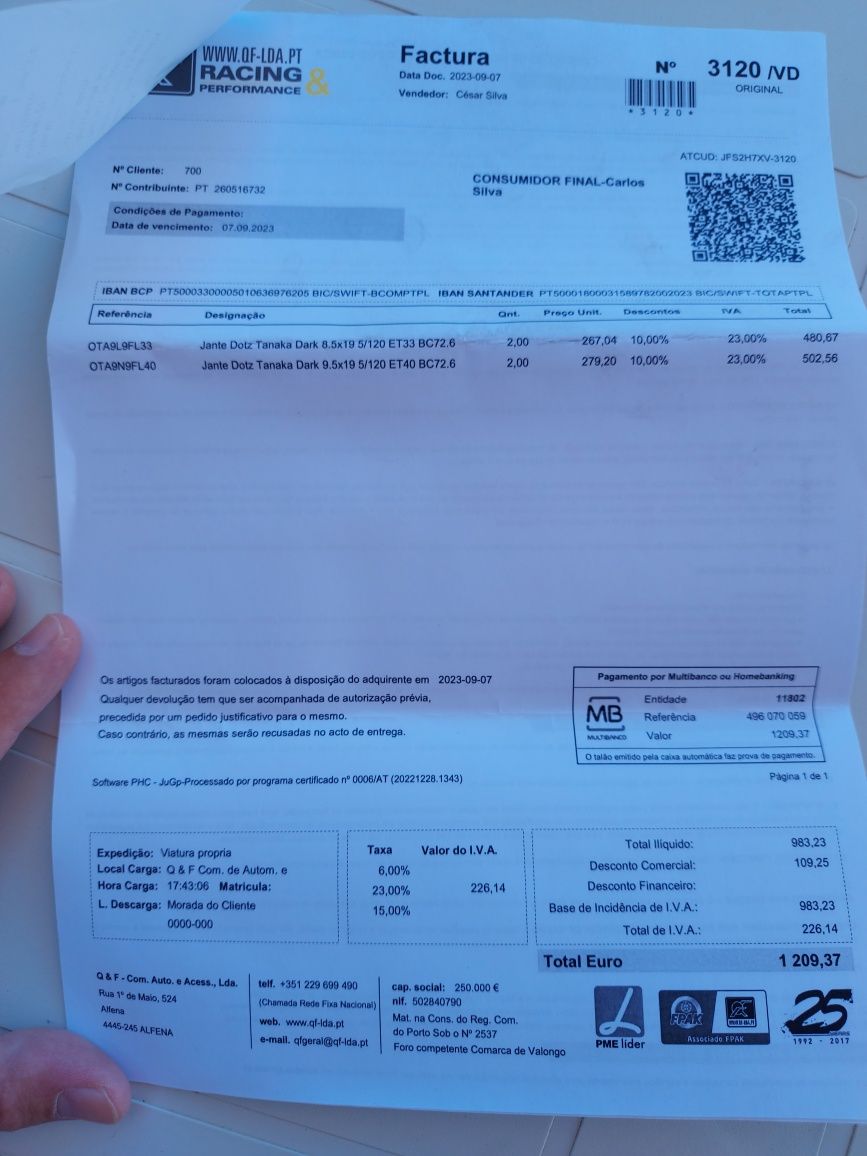 WWW.QF-LDA.PT
RACING &
PERFORMANCE
Factura
Data Doc. 2023-09-07
Vendedor: César Silva
Nº 3120 /VD
ORIGINAL
*3120*
ATCUD: JFS2H7XV-3120
Nº Cliente: 700
Nº Contribuinte: PT 260516732
CONSUMIDOR FINAL-Carlos
Silva
Condições de Pagamento:
Data de vencimento: 07.09.2023
IBAN BCP PT50003300005010636976205 BIC/SWIFT-BCOMPTPL IBAN SANTANDER PT50001800031589782002023 BIC/SWIFT-TOTAPTPL
Referência Designação Qnt. Preço Unit. Descontos IVA Total
OTA9L9FL33 Jante Dotz Tanaka Dark 8.5x19 5/120 ET33 BC72.6 2,00 267,04 10,00% 23,00% 480,67
OTA9N9FL40 Jante Dotz Tanaka Dark 9.5x19 5/120 ET40 BC72.6 2,00 279,20 10,00% 23,00% 502,56
Os artigos facturados foram colocados à disposição do adquirente em 2023-09-07
Qualquer devolução tem que ser acompanhada de autorização prévia,
precedida por um pedido justificativo para o mesmo.
Caso contrário, as mesmas serão recusadas no acto de entrega.
Pagamento por Multibanco ou Homebanking
MB
MULTIBANCO
Entidade 11802
Referência 496 070 059
Valor 1209,37
O talão emitido pela caixa automática faz prova de pagamento.
Software PHC - JuGp-Processado por programa certificado nº 0006/AT (20221228.1343)
Página 1 de 1
Expedição: Viatura propria
Local Carga: Q & F Com. de Autom. e
Hora Carga: 17:43:06 Matricula:
L. Descarga: Morada do Cliente
0000-000
Taxa Valor do I.V.A.
6,00%
23,00% 226,14
15,00%
Total Ilíquido: 983,23
Desconto Comercial: 109,25
Desconto Financeiro:
Base de Incidência de I.V.A.: 983,23
Total de I.V.A.: 226,14
Total Euro 1 209,37
Q & F - Com. Auto. e Acess., Lda.
Rua 1º de Maio, 524
Alfena
4445-245 ALFENA
telf. +351 229 699 490
(Chamada Rede Fixa Nacional)
web. www.qf-lda.pt
e-mail. qfgeral@qf-lda.pt
cap. social: 250.000 €
nif. 502840790
Mat. na Cons. do Reg. Com.
do Porto Sob o Nº 2537
Foro competente Comarca de Valongo
PME líder
FPAK
Associado FPAK
25
1992 - 2017